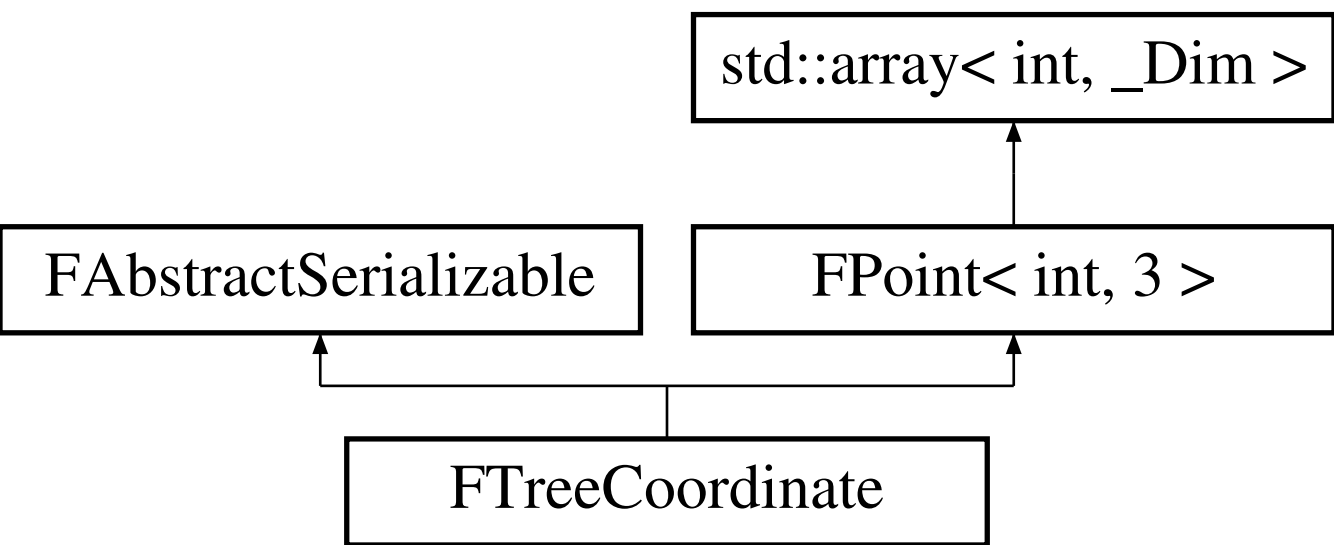 std::array< int, _Dim >
FAbstractSerializable
FPoint< int, 3 >
FTreeCoordinate